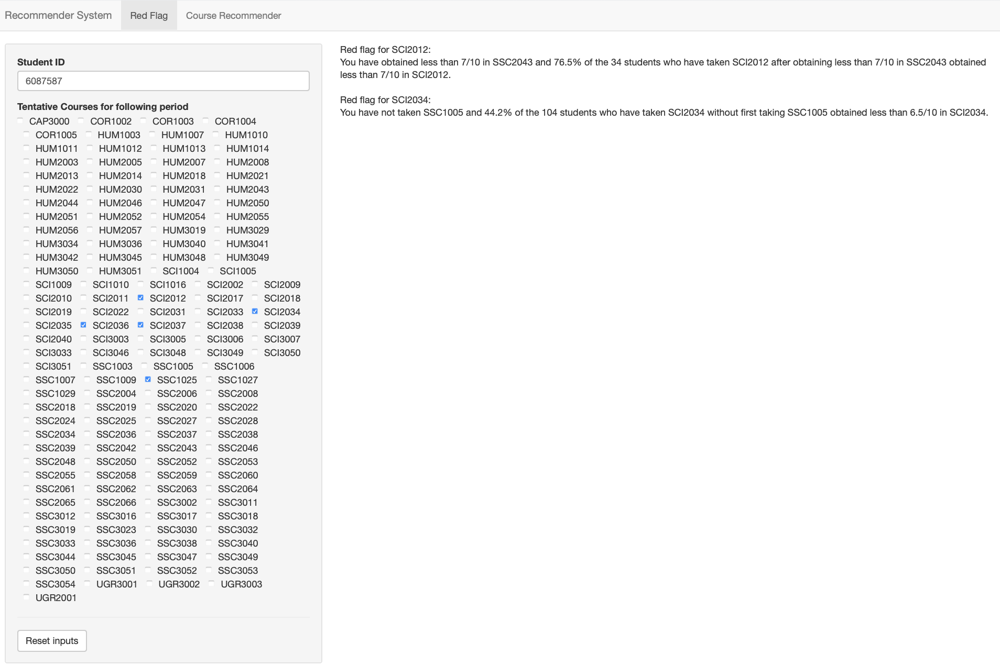 Recommender System Red Flag Course Recommender
Student ID
6087587
Tentative Courses for following period
CAP3000 COR1002 COR1003 COR1004
COR1005 HUM1003 HUM1007 HUM1010
HUM1011 HUM1012 HUM1013 HUM1014
HUM2003 HUM2005 HUM2007 HUM2008
HUM2013 HUM2014 HUM2018 HUM2021
HUM2022 HUM2030 HUM2031 HUM2043
HUM2044 HUM2046 HUM2047 HUM2050
HUM2051 HUM2052 HUM2054 HUM2055
HUM2056 HUM2057 HUM3019 HUM3029
HUM3034 HUM3036 HUM3040 HUM3041
HUM3042 HUM3045 HUM3048 HUM3049
HUM3050 HUM3051 SCI1004 SCI1005
SCI1009 SCI1010 SCI1016 SCI2002 SCI2009
SCI2010 SCI2011 SCI2012 SCI2017 SCI2018
SCI2019 SCI2022 SCI2031 SCI2033 SCI2034
SCI2035 SCI2036 SCI2037 SCI2038 SCI2039
SCI2040 SCI3003 SCI3005 SCI3006 SCI3007
SCI3033 SCI3046 SCI3048 SCI3049 SCI3050
SCI3051 SSC1003 SSC1005 SSC1006
SSC1007 SSC1009 SSC1025 SSC1027
SSC1029 SSC2004 SSC2006 SSC2008
SSC2018 SSC2019 SSC2020 SSC2022
SSC2024 SSC2025 SSC2027 SSC2028
SSC2034 SSC2036 SSC2037 SSC2038
SSC2039 SSC2042 SSC2043 SSC2046
SSC2048 SSC2050 SSC2052 SSC2053
SSC2055 SSC2058 SSC2059 SSC2060
SSC2061 SSC2062 SSC2063 SSC2064
SSC2065 SSC2066 SSC3002 SSC3011
SSC3012 SSC3016 SSC3017 SSC3018
SSC3019 SSC3023 SSC3030 SSC3032
SSC3033 SSC3036 SSC3038 SSC3040
SSC3044 SSC3045 SSC3047 SSC3049
SSC3050 SSC3051 SSC3052 SSC3053
SSC3054 UGR3001 UGR3002 UGR3003
UGR2001
Reset inputs
Red flag for SCI2012:
You have obtained less than 7/10 in SSC2043 and 76.5% of the 34 students who have taken SCI2012 after obtaining less than 7/10 in SSC2043 obtained
less than 7/10 in SCI2012.
Red flag for SCI2034:
You have not taken SSC1005 and 44.2% of the 104 students who have taken SCI2034 without first taking SSC1005 obtained less than 6.5/10 in SCI2034.